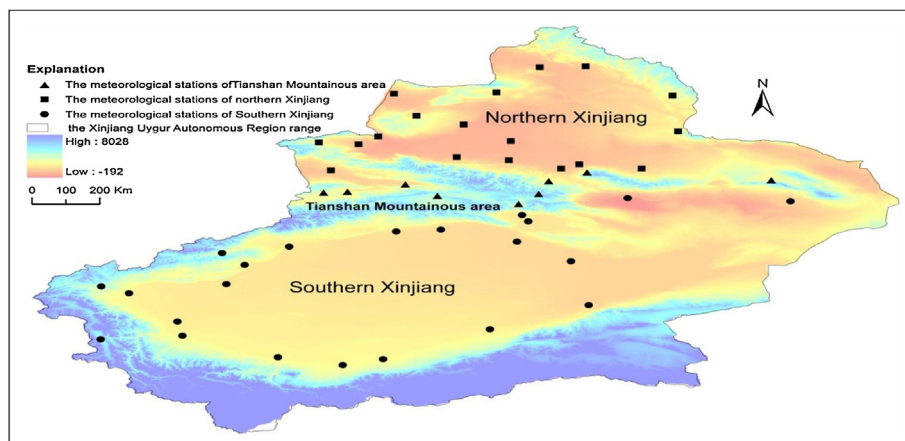 Explanation
The meteorological stations ofTianshan Mountainous area
The meteorological stations of northern Xinjiang
The meteorological stations of Southern Xinjiang
the Xinjiang Uygur Autonomous Region range
High : 8028
Low : -192
0 100 200 Km
N
Northern Xinjiang
Tianshan Mountainous area
Southern Xinjiang